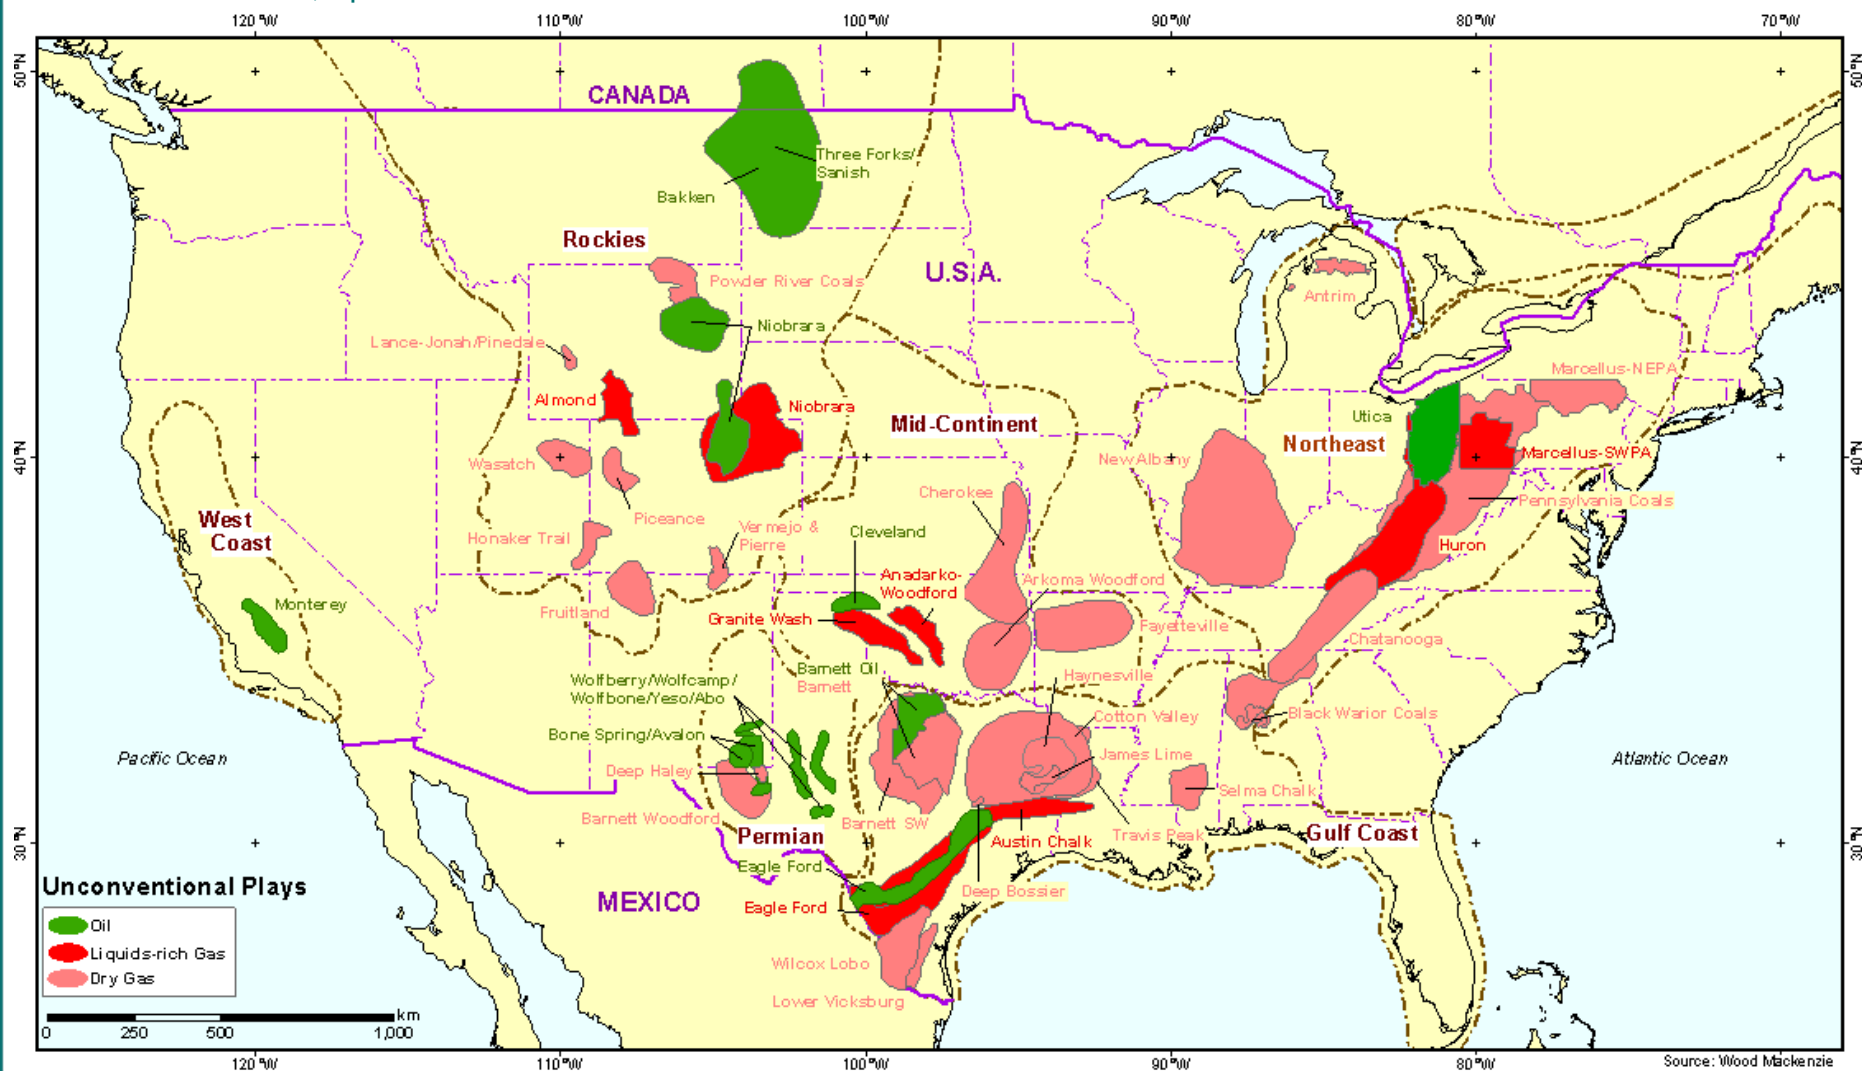 120°W 110°W 100°W 90°W 80°W 70°W
50°N 50°N
CANADA
Three Forks/
Sanish
Bakken
Rockies
U.S.A.
Powder River Coals
Antrim
Niobrara
Lance-Jonah/Pinedale
Marcellus-NEPA
Almond
Niobrara
Utica
Mid-Continent
Northeast
40°N 40°N
Wasatch
New Albany
Marcellus-SWPA
Cherokee
Pennsylvania Coals
West
Coast
Piceance
Vermejo &
Pierre
Honaker Trail
Cleveland
Huron
Anadarko-
Woodford
Arkoma Woodford
Monterey
Fruitland
Granite Wash
Fayetteville
Chatanooga
Barnett Oil
Barnett
Haynesville
Wolfberry/Wolfcamp/
Wolfbone/Yeso/Abo
Cotton Valley
Black Warior Coals
Bone Spring/Avalon
James Lime
Pacific Ocean
Atlantic Ocean
Deep Haley
Selma Chalk
Barnett Woodford
Barnett SW
Permian
Travis Peak
Gulf Coast
Austin Chalk
30°N 30°N
Eagle Ford
Deep Bossier
Unconventional Plays
MEXICO
Eagle Ford
Oil
Liquids-rich Gas
Dry Gas
Wilcox Lobo
Lower Vicksburg
km
0 250 500 1,000
120°W 110°W 100°W 90°W 80°W
Source: Wood Mackenzie